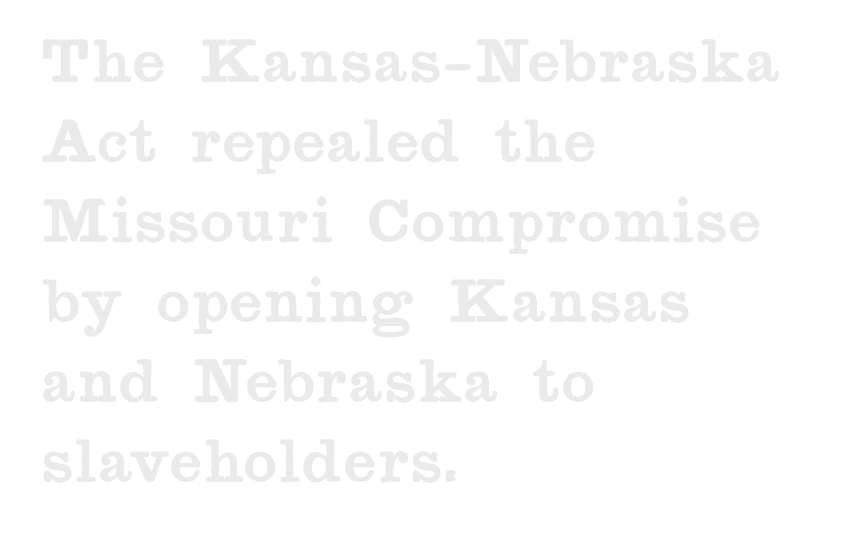 The Kansas-Nebraska
Act repealed the
Missouri Compromise
by opening Kansas
and Nebraska to
slaveholders.